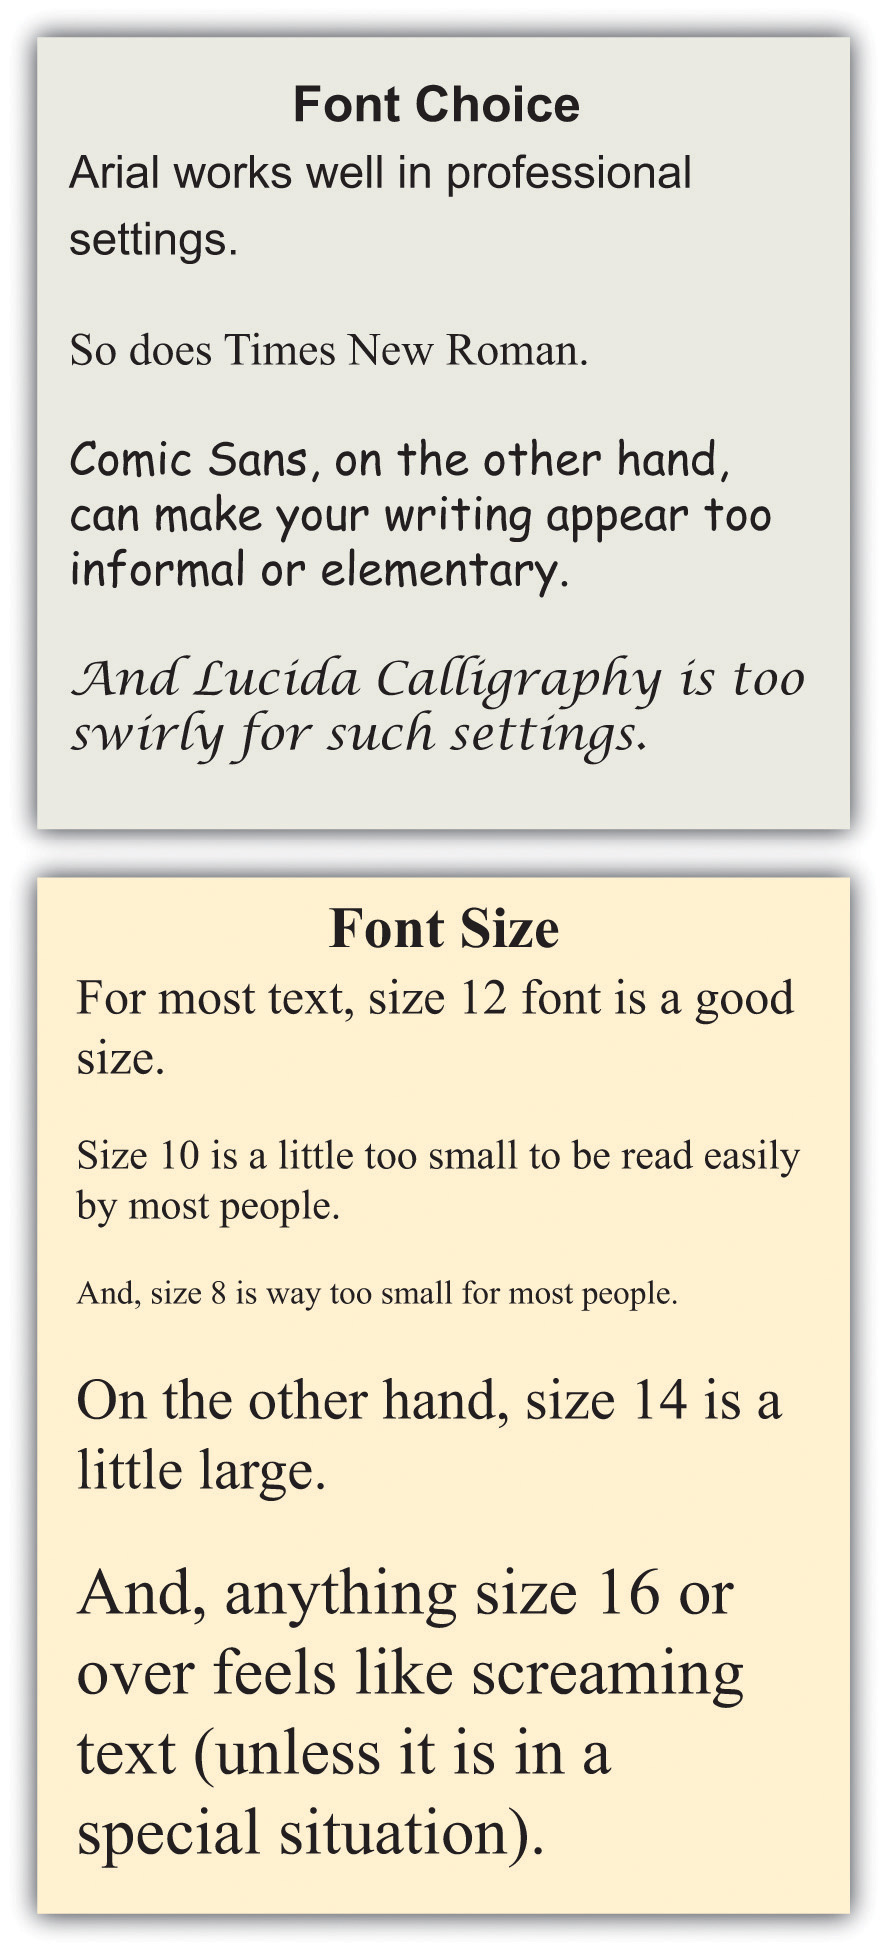 Font Choice
Arial works well in professional
settings.
So does Times New Roman.
Comic Sans, on the other hand,
can make your writing appear too
informal or elementary.
And Lucida Calligraphy is too
swirly for such settings.
Font Size
For most text, size 12 font is a good
size.
Size 10 is a little too small to be read easily
by most people.
And, size 8 is way too small for most people.
On the other hand, size 14 is a
little large.
And, anything size 16 or
over feels like screaming
text (unless it is in a
special situation).